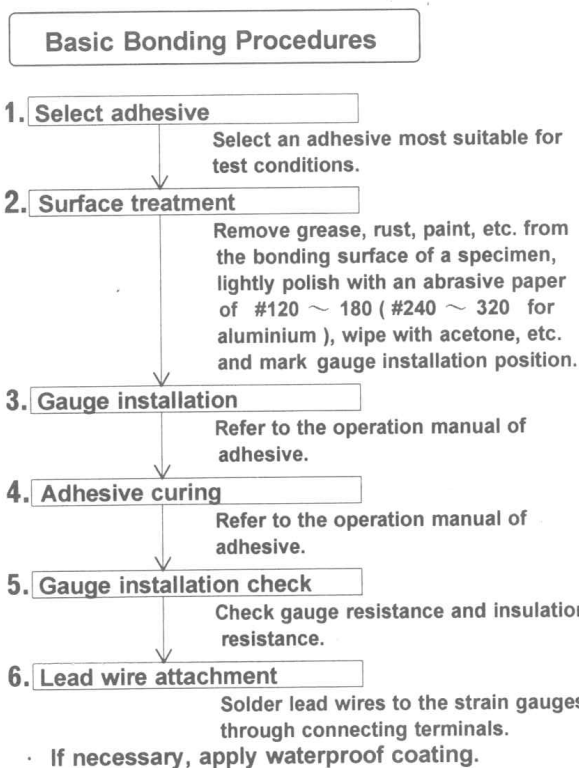 Basic Bonding Procedures
1. Select adhesive
Select an adhesive most suitable for
test conditions.
2. Surface treatment
Remove grease, rust, paint, etc. from
the bonding surface of a specimen,
lightly polish with an abrasive paper
of #120 ～ 180 ( #240 ～ 320 for
aluminium ), wipe with acetone, etc.
and mark gauge installation position.
3. Gauge installation
Refer to the operation manual of
adhesive.
4. Adhesive curing
Refer to the operation manual of
adhesive.
5. Gauge installation check
Check gauge resistance and insulation
resistance.
6. Lead wire attachment
Solder lead wires to the strain gauges
through connecting terminals.
· If necessary, apply waterproof coating.